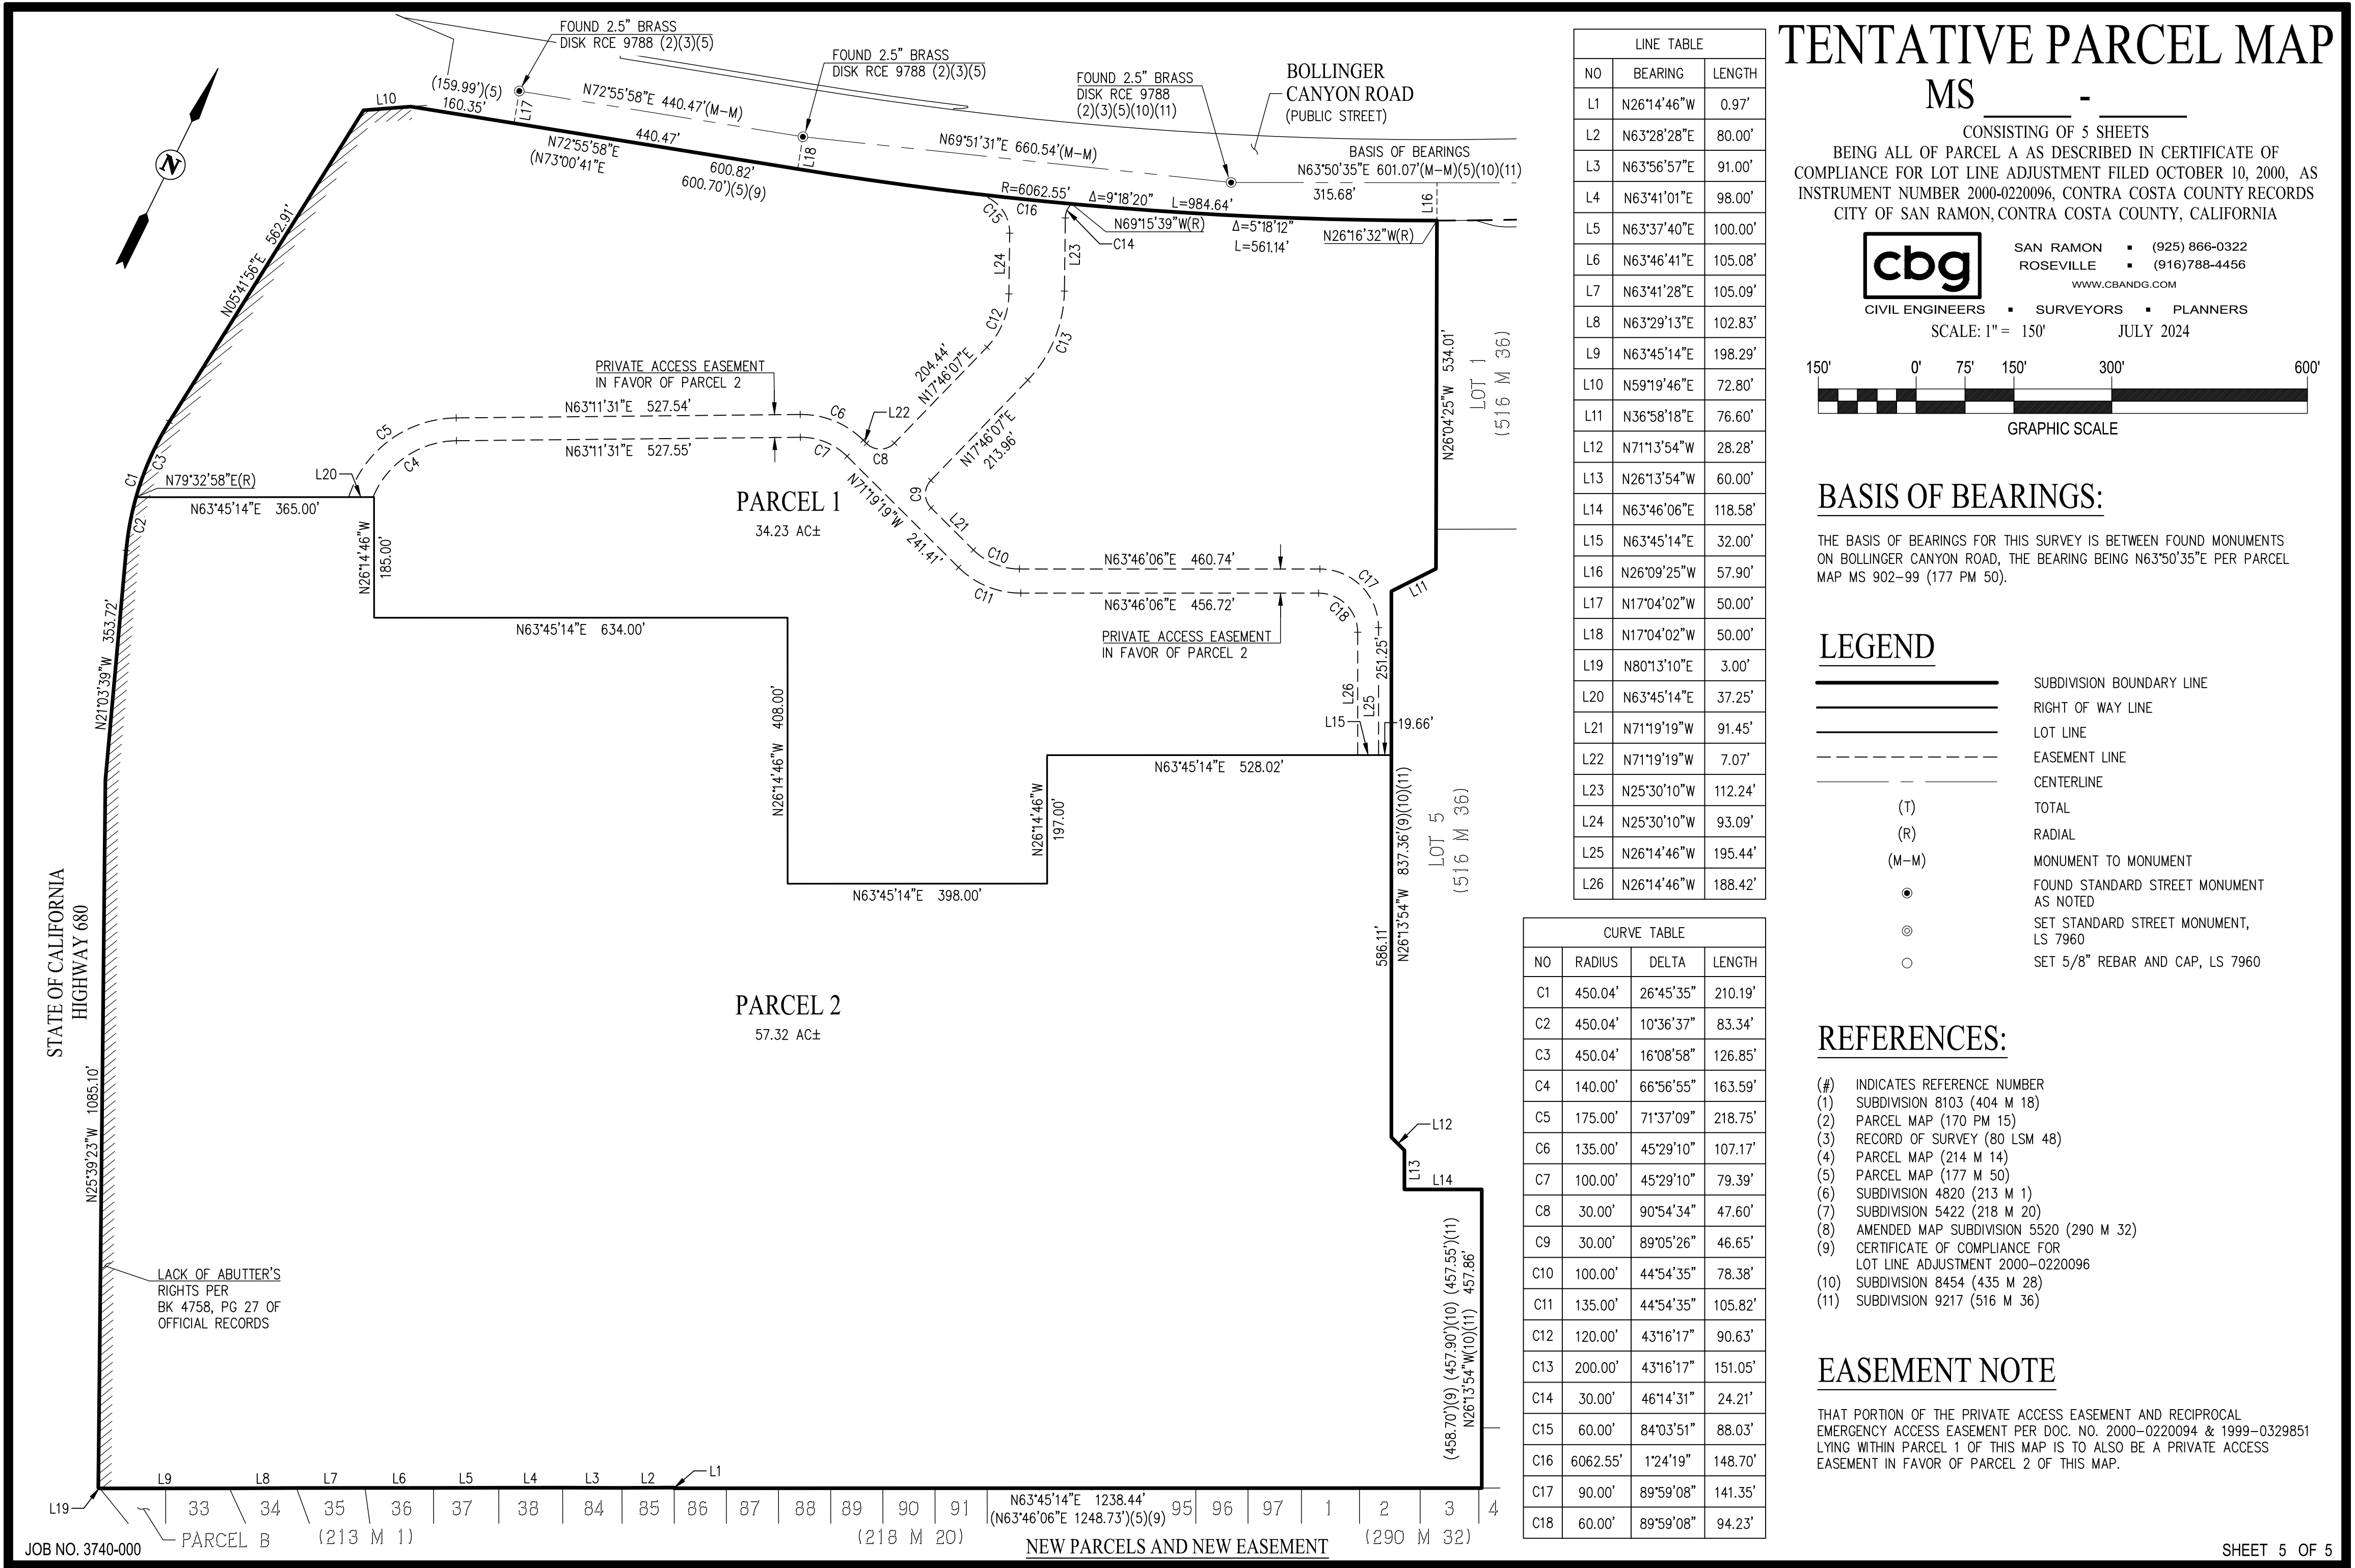 FOUND 2.5" BRASS
DISK RCE 9788 (2)(3)(5)
FOUND 2.5" BRASS
DISK RCE 9788 (2)(3)(5)
FOUND 2.5" BRASS
DISK RCE 9788
(2)(3)(5)(10)(11)
BOLLINGER
CANYON ROAD
(PUBLIC STREET)
N
L10
(159.99')(5)
160.35'
L17
N72°55'58"E 440.47'(M-M)
440.47'
N72°55'58"E
(N73°00'41"E
600.82'
600.70')(5)(9)
L18
N69°51'31"E 660.54'(M-M)
BASIS OF BEARINGS
N63°50'35"E 601.07'(M-M)(5)(10)(11)
315.68'
L16
R=6062.55' Δ=9°18'20" L=984.64'
C15
C16
N69°15'39"W(R)
C14
Δ=5°18'12"
L=561.14'
N26°16'32"W(R)
L24
L23
C12
C13
N05°41'56"E 562.91'
N26°04'25"W 534.01'
LOT 1
(516 M 36)
PRIVATE ACCESS EASEMENT
IN FAVOR OF PARCEL 2
204.44'
N17°46'07"E
N17°46'07"E
213.96'
N63°11'31"E 527.54'
N63°11'31"E 527.55'
C5
C4
C6
C7
L22
C8
C9
L21
C1
C3
C2
N79°32'58"E(R)
L20
N63°45'14"E 365.00'
N26°14'46"W
185.00'
PARCEL 1
34.23 AC±
N71°19'19"W 241.41'
C10
C11
N63°46'06"E 460.74'
N63°46'06"E 456.72'
C17
C18
L11
PRIVATE ACCESS EASEMENT
IN FAVOR OF PARCEL 2
N63°45'14"E 634.00'
N21°03'39"W 353.72'
N26°14'46"W 408.00'
L26
L25
251.25'
L15
19.66'
N63°45'14"E 528.02'
N26°14'46"W
197.00'
N63°45'14"E 398.00'
586.11'
N26°13'54"W 837.36'(9)(10)(11)
LOT 5
(516 M 36)
STATE OF CALIFORNIA
HIGHWAY 680
PARCEL 2
57.32 AC±
N25°39'23"W 1085.10'
L12
L13
L14
LACK OF ABUTTER'S
RIGHTS PER
BK 4758, PG 27 OF
OFFICIAL RECORDS
(458.70')(9) (457.90')(10) (457.55')(11)
N26°13'54"W(10)(11) 457.86'
L9 L8 L7 L6 L5 L4 L3 L2 L1
L19
33 34 35 36 37 38 84 85 86 87 88 89 90 91
N63°45'14"E 1238.44'
(N63°46'06"E 1248.73')(5)(9)
95 96 97 1 2 3 4
PARCEL B
(213 M 1)
(218 M 20)
(290 M 32)
NEW PARCELS AND NEW EASEMENT
JOB NO. 3740-000
LINE TABLE
NO BEARING LENGTH
L1 N26°14'46"W 0.97'
L2 N63°28'28"E 80.00'
L3 N63°56'57"E 91.00'
L4 N63°41'01"E 98.00'
L5 N63°37'40"E 100.00'
L6 N63°46'41"E 105.08'
L7 N63°41'28"E 105.09'
L8 N63°29'13"E 102.83'
L9 N63°45'14"E 198.29'
L10 N59°19'46"E 72.80'
L11 N36°58'18"E 76.60'
L12 N71°13'54"W 28.28'
L13 N26°13'54"W 60.00'
L14 N63°46'06"E 118.58'
L15 N63°45'14"E 32.00'
L16 N26°09'25"W 57.90'
L17 N17°04'02"W 50.00'
L18 N17°04'02"W 50.00'
L19 N80°13'10"E 3.00'
L20 N63°45'14"E 37.25'
L21 N71°19'19"W 91.45'
L22 N71°19'19"W 7.07'
L23 N25°30'10"W 112.24'
L24 N25°30'10"W 93.09'
L25 N26°14'46"W 195.44'
L26 N26°14'46"W 188.42'
CURVE TABLE
NO RADIUS DELTA LENGTH
C1 450.04' 26°45'35" 210.19'
C2 450.04' 10°36'37" 83.34'
C3 450.04' 16°08'58" 126.85'
C4 140.00' 66°56'55" 163.59'
C5 175.00' 71°37'09" 218.75'
C6 135.00' 45°29'10" 107.17'
C7 100.00' 45°29'10" 79.39'
C8 30.00' 90°54'34" 47.60'
C9 30.00' 89°05'26" 46.65'
C10 100.00' 44°54'35" 78.38'
C11 135.00' 44°54'35" 105.82'
C12 120.00' 43°16'17" 90.63'
C13 200.00' 43°16'17" 151.05'
C14 30.00' 46°14'31" 24.21'
C15 60.00' 84°03'51" 88.03'
C16 6062.55' 1°24'19" 148.70'
C17 90.00' 89°59'08" 141.35'
C18 60.00' 89°59'08" 94.23'
TENTATIVE PARCEL MAP
MS ______ - ______
CONSISTING OF 5 SHEETS
BEING ALL OF PARCEL A AS DESCRIBED IN CERTIFICATE OF
COMPLIANCE FOR LOT LINE ADJUSTMENT FILED OCTOBER 10, 2000, AS
INSTRUMENT NUMBER 2000-0220096, CONTRA COSTA COUNTY RECORDS
CITY OF SAN RAMON, CONTRA COSTA COUNTY, CALIFORNIA
cbg
SAN RAMON ▪ (925) 866-0322
ROSEVILLE ▪ (916)788-4456
WWW.CBANDG.COM
CIVIL ENGINEERS ▪ SURVEYORS ▪ PLANNERS
SCALE: 1" = 150' JULY 2024
150' 0' 75' 150' 300' 600'
GRAPHIC SCALE
BASIS OF BEARINGS:
THE BASIS OF BEARINGS FOR THIS SURVEY IS BETWEEN FOUND MONUMENTS
ON BOLLINGER CANYON ROAD, THE BEARING BEING N63°50'35"E PER PARCEL
MAP MS 902-99 (177 PM 50).
LEGEND
SUBDIVISION BOUNDARY LINE
RIGHT OF WAY LINE
LOT LINE
EASEMENT LINE
CENTERLINE
(T) TOTAL
(R) RADIAL
(M-M) MONUMENT TO MONUMENT
FOUND STANDARD STREET MONUMENT
AS NOTED
SET STANDARD STREET MONUMENT,
LS 7960
SET 5/8" REBAR AND CAP, LS 7960
REFERENCES:
(#) INDICATES REFERENCE NUMBER
(1) SUBDIVISION 8103 (404 M 18)
(2) PARCEL MAP (170 PM 15)
(3) RECORD OF SURVEY (80 LSM 48)
(4) PARCEL MAP (214 M 14)
(5) PARCEL MAP (177 M 50)
(6) SUBDIVISION 4820 (213 M 1)
(7) SUBDIVISION 5422 (218 M 20)
(8) AMENDED MAP SUBDIVISION 5520 (290 M 32)
(9) CERTIFICATE OF COMPLIANCE FOR
LOT LINE ADJUSTMENT 2000-0220096
(10) SUBDIVISION 8454 (435 M 28)
(11) SUBDIVISION 9217 (516 M 36)
EASEMENT NOTE
THAT PORTION OF THE PRIVATE ACCESS EASEMENT AND RECIPROCAL
EMERGENCY ACCESS EASEMENT PER DOC. NO. 2000-0220094 & 1999-0329851
LYING WITHIN PARCEL 1 OF THIS MAP IS TO ALSO BE A PRIVATE ACCESS
EASEMENT IN FAVOR OF PARCEL 2 OF THIS MAP.
SHEET 5 OF 5